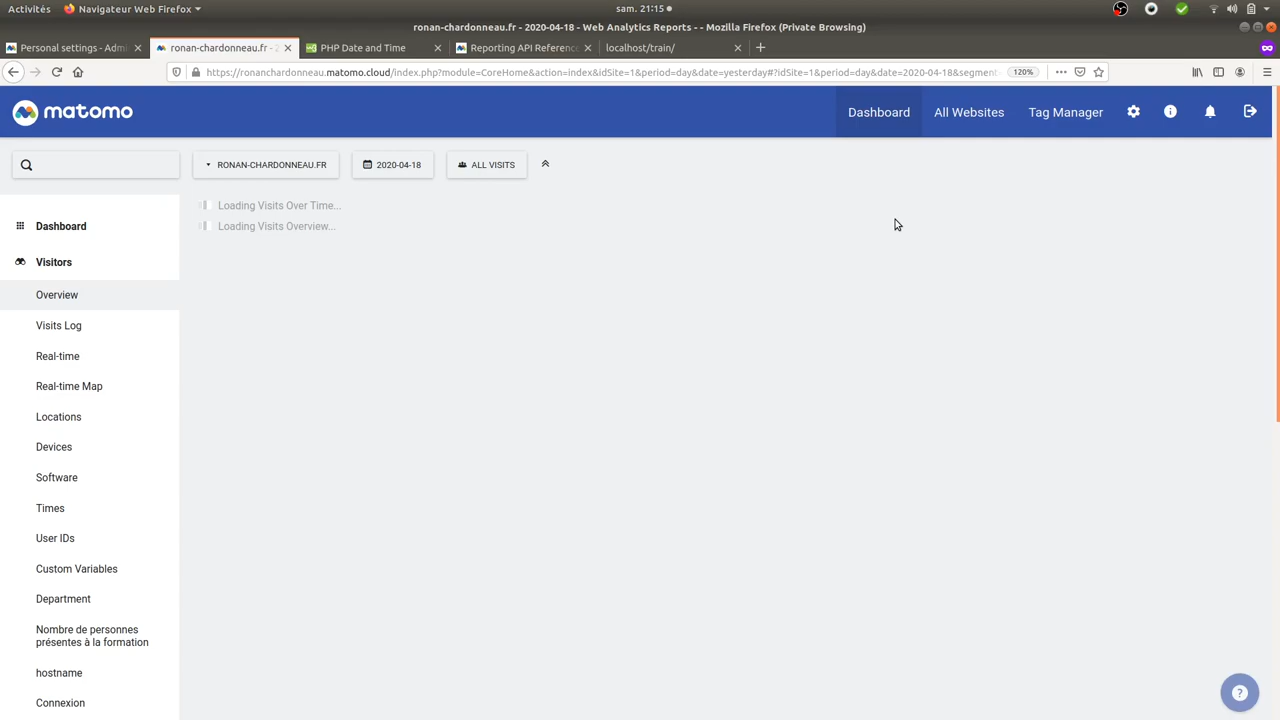 Activités
Navigateur Web Firefox
sam. 21:15
ronan-chardonneau.fr - 2020-04-18 - Web Analytics Reports - - Mozilla Firefox (Private Browsing)
Personal settings - Admi
ronan-chardonneau.fr - 2
PHP Date and Time
Reporting API Reference
localhost/train/
https://ronanchardonneau.matomo.cloud/index.php?module=CoreHome&action=index&idSite=1&period=day&date=yesterday#?idSite=1&period=day&date=2020-04-18&segment
120%
matomo
Dashboard
All Websites
Tag Manager
RONAN-CHARDONNEAU.FR
2020-04-18
ALL VISITS
Loading Visits Over Time...
Loading Visits Overview...
Dashboard
Visitors
Overview
Visits Log
Real-time
Real-time Map
Locations
Devices
Software
Times
User IDs
Custom Variables
Department
Nombre de personnes
présentes à la formation
hostname
Connexion